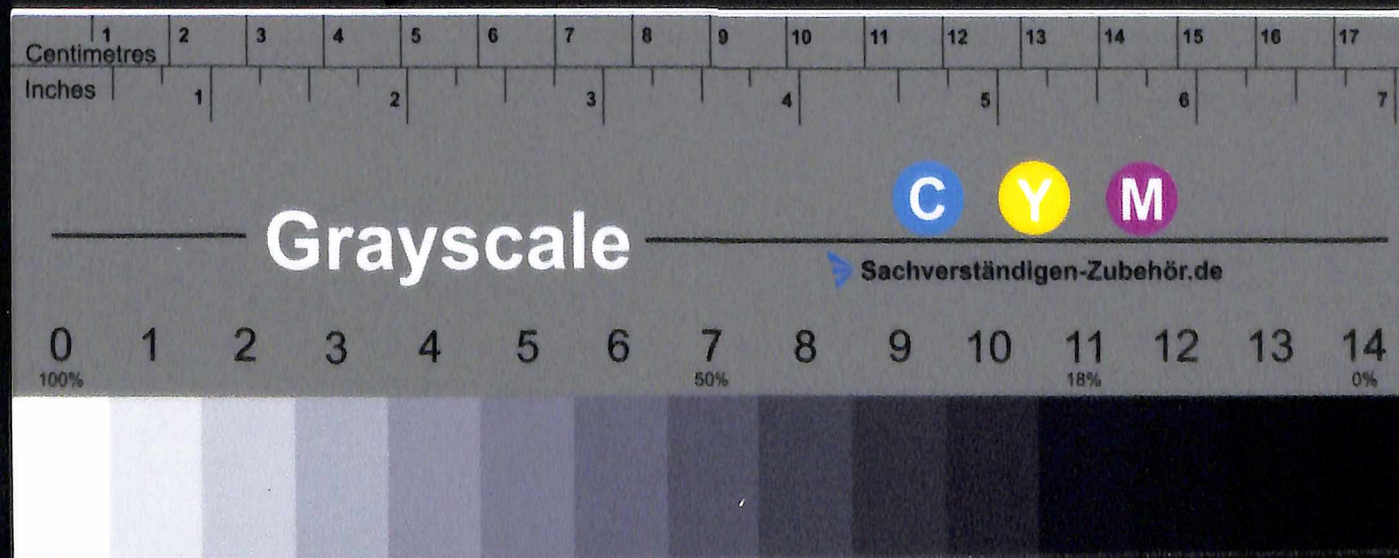 1 2 3 4 5 6 7 8 9 10 11 12 13 14 15 16 17
Centimetres
Inches
1 2 3 4 5 6 7
C Y M
Grayscale
Sachverständigen-Zubehör.de
0 1 2 3 4 5 6 7 8 9 10 11 12 13 14
100% 50% 18% 0%